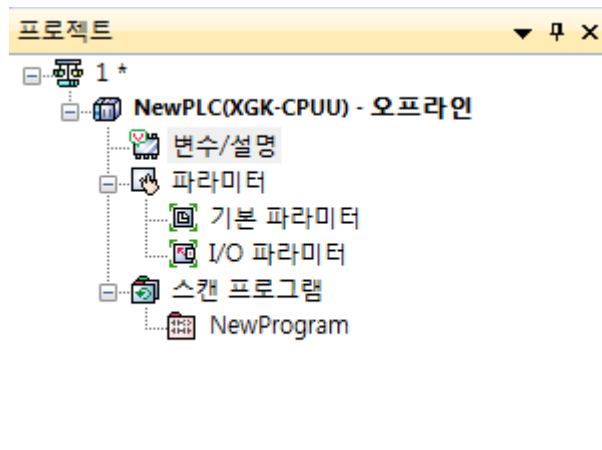 프로젝트
1 *
NewPLC(XGK-CPUU) - 오프라인
변수/설명
파라미터
기본 파라미터
I/O 파라미터
스캔 프로그램
NewProgram